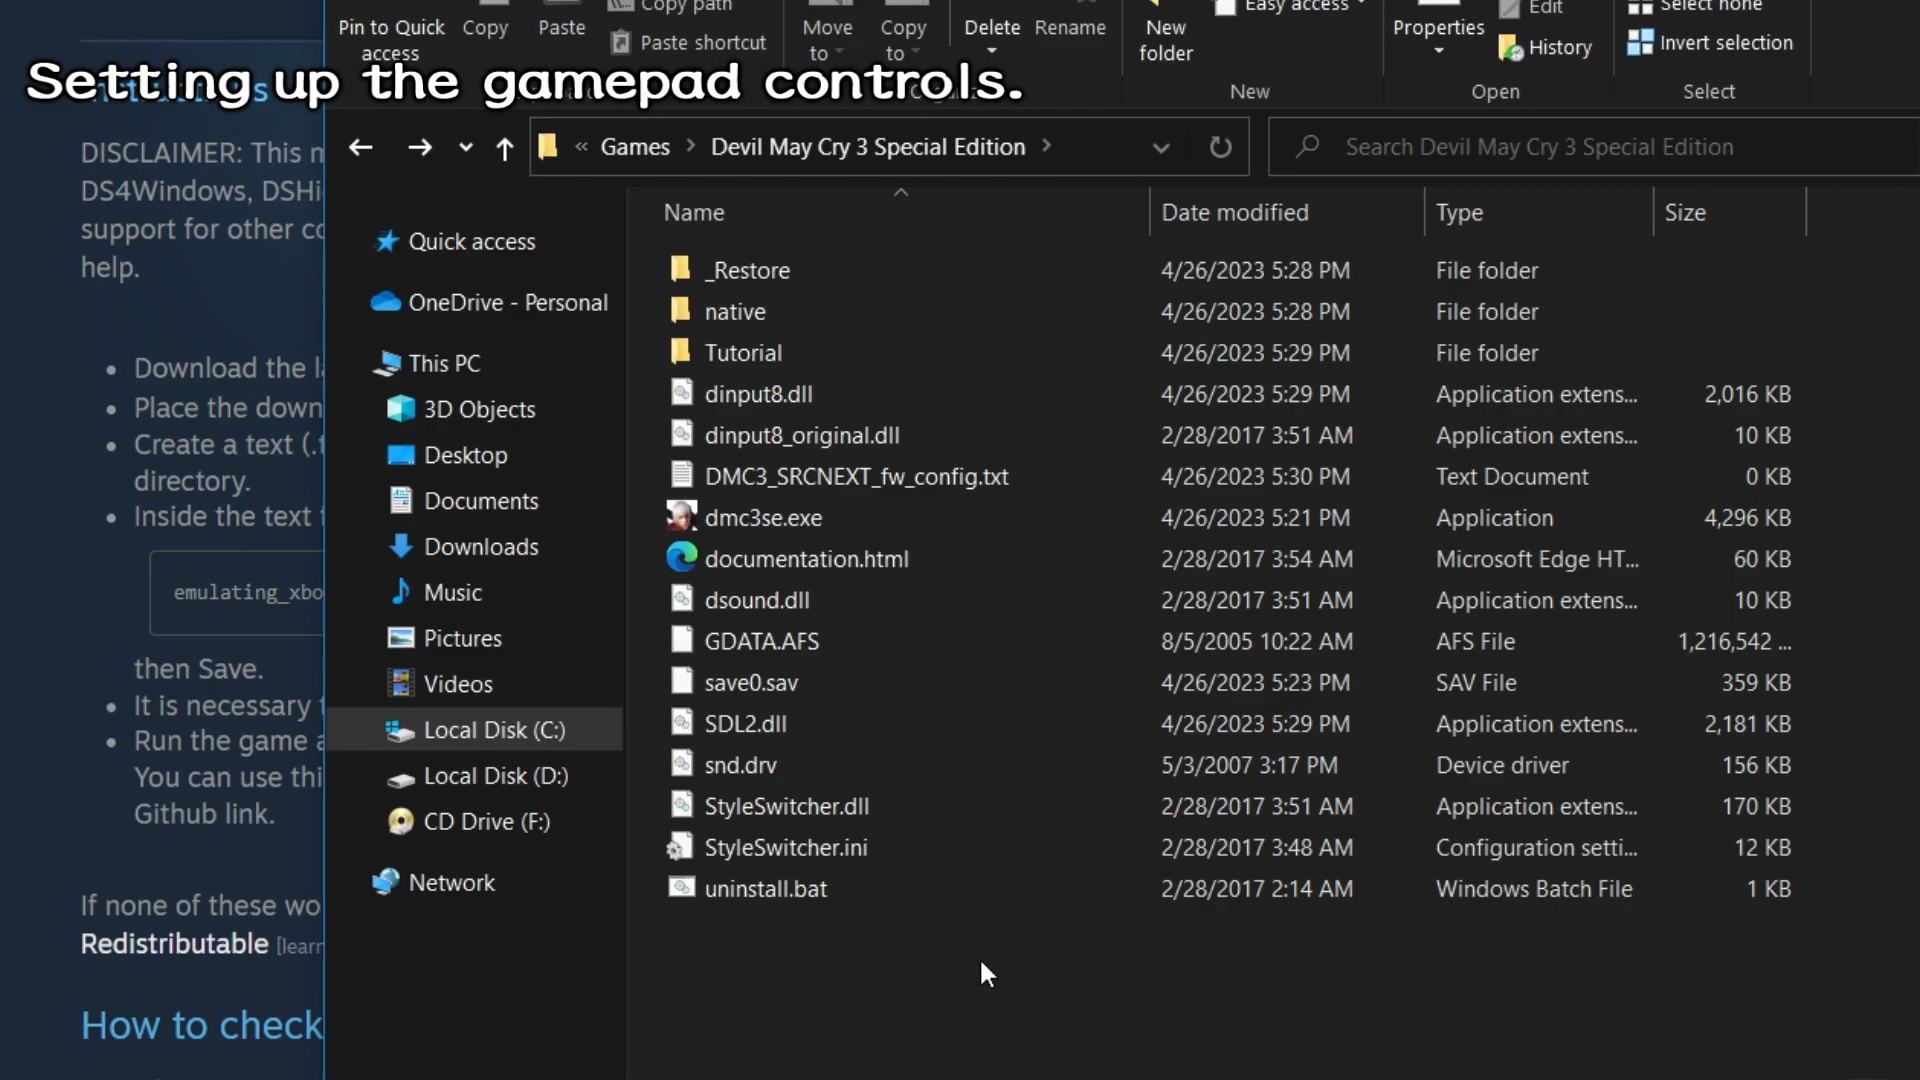 Pin to Quick access
Copy
Paste
Copy path
Paste shortcut
Move to
Copy to
Delete
Rename
New folder
Easy access
Properties
Edit
History
Select none
Invert selection
New
Open
Select
Setting up the gamepad controls.
« Games > Devil May Cry 3 Special Edition >
Search Devil May Cry 3 Special Edition
DISCLAIMER: This m
DS4Windows, DSHi
support for other co
help.
Download the la
Place the down
Create a text (.t
directory.
Inside the text f
emulating_xbo
then Save.
It is necessary t
Run the game a
You can use thi
Github link.
If none of these wo
Redistributable [learn
How to check
Quick access
OneDrive - Personal
This PC
3D Objects
Desktop
Documents
Downloads
Music
Pictures
Videos
Local Disk (C:)
Local Disk (D:)
CD Drive (F:)
Network
Name Date modified Type Size
_Restore 4/26/2023 5:28 PM File folder
native 4/26/2023 5:28 PM File folder
Tutorial 4/26/2023 5:29 PM File folder
dinput8.dll 4/26/2023 5:29 PM Application extens... 2,016 KB
dinput8_original.dll 2/28/2017 3:51 AM Application extens... 10 KB
DMC3_SRCNEXT_fw_config.txt 4/26/2023 5:30 PM Text Document 0 KB
dmc3se.exe 4/26/2023 5:21 PM Application 4,296 KB
documentation.html 2/28/2017 3:54 AM Microsoft Edge HT... 60 KB
dsound.dll 2/28/2017 3:51 AM Application extens... 10 KB
GDATA.AFS 8/5/2005 10:22 AM AFS File 1,216,542 ...
save0.sav 4/26/2023 5:23 PM SAV File 359 KB
SDL2.dll 4/26/2023 5:29 PM Application extens... 2,181 KB
snd.drv 5/3/2007 3:17 PM Device driver 156 KB
StyleSwitcher.dll 2/28/2017 3:51 AM Application extens... 170 KB
StyleSwitcher.ini 2/28/2017 3:48 AM Configuration setti... 12 KB
uninstall.bat 2/28/2017 2:14 AM Windows Batch File 1 KB